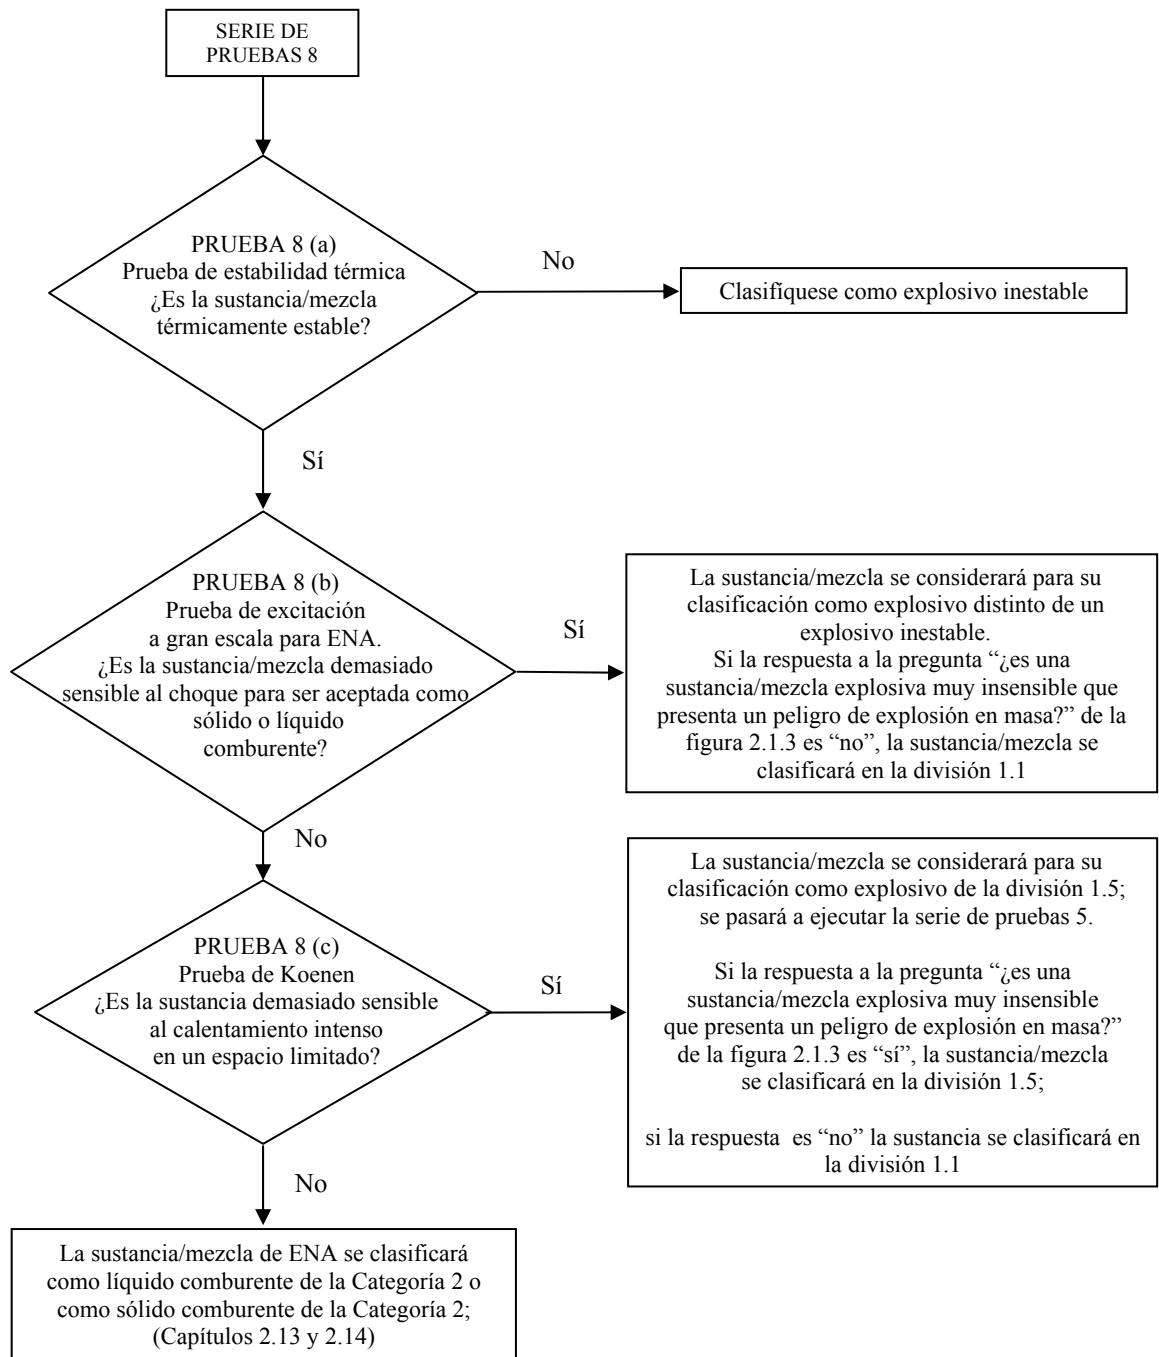 SERIE DE
PRUEBAS 8
PRUEBA 8 (a)
Prueba de estabilidad térmica
¿Es la sustancia/mezcla
térmicamente estable?
No
Clasifíquese como explosivo inestable
Sí
PRUEBA 8 (b)
Prueba de excitación
a gran escala para ENA.
¿Es la sustancia/mezcla demasiado
sensible al choque para ser aceptada como
sólido o líquido
comburente?
Sí
La sustancia/mezcla se considerará para su
clasificación como explosivo distinto de un
explosivo inestable.
Si la respuesta a la pregunta “¿es una
sustancia/mezcla explosiva muy insensible que
presenta un peligro de explosión en masa?” de la
figura 2.1.3 es “no”, la sustancia/mezcla se
clasificará en la división 1.1
No
PRUEBA 8 (c)
Prueba de Koenen
¿Es la sustancia demasiado sensible
al calentamiento intenso
en un espacio limitado?
Sí
La sustancia/mezcla se considerará para su
clasificación como explosivo de la división 1.5;
se pasará a ejecutar la serie de pruebas 5.
Si la respuesta a la pregunta “¿es una
sustancia/mezcla explosiva muy insensible
que presenta un peligro de explosión en masa?”
de la figura 2.1.3 es “sí”, la sustancia/mezcla
se clasificará en la división 1.5;
si la respuesta es “no” la sustancia se clasificará en
la división 1.1
No
La sustancia/mezcla de ENA se clasificará
como líquido comburente de la Categoría 2 o
como sólido comburente de la Categoría 2;
(Capítulos 2.13 y 2.14)